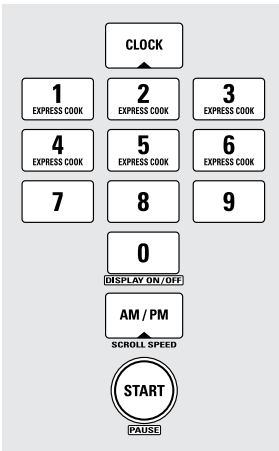 CLOCK
1 2 3
EXPRESS COOK EXPRESS COOK EXPRESS COOK
4 5 6
EXPRESS COOK EXPRESS COOK EXPRESS COOK
7 8 9
0
DISPLAY ON/OFF
AM / PM
SCROLL SPEED
START
PAUSE